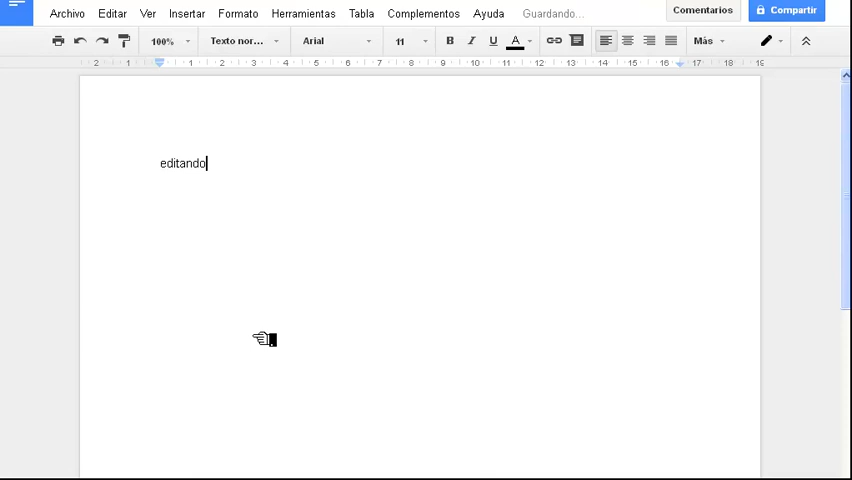 Archivo Editar Ver Insertar Formato Herramientas Tabla Complementos Ayuda Guardando... Comentarios Compartir
100% Texto nor... Arial 11 B I U A Más
2 1 1 2 3 4 5 6 7 8 9 10 11 12 13 14 15 16 17 18 19
editando